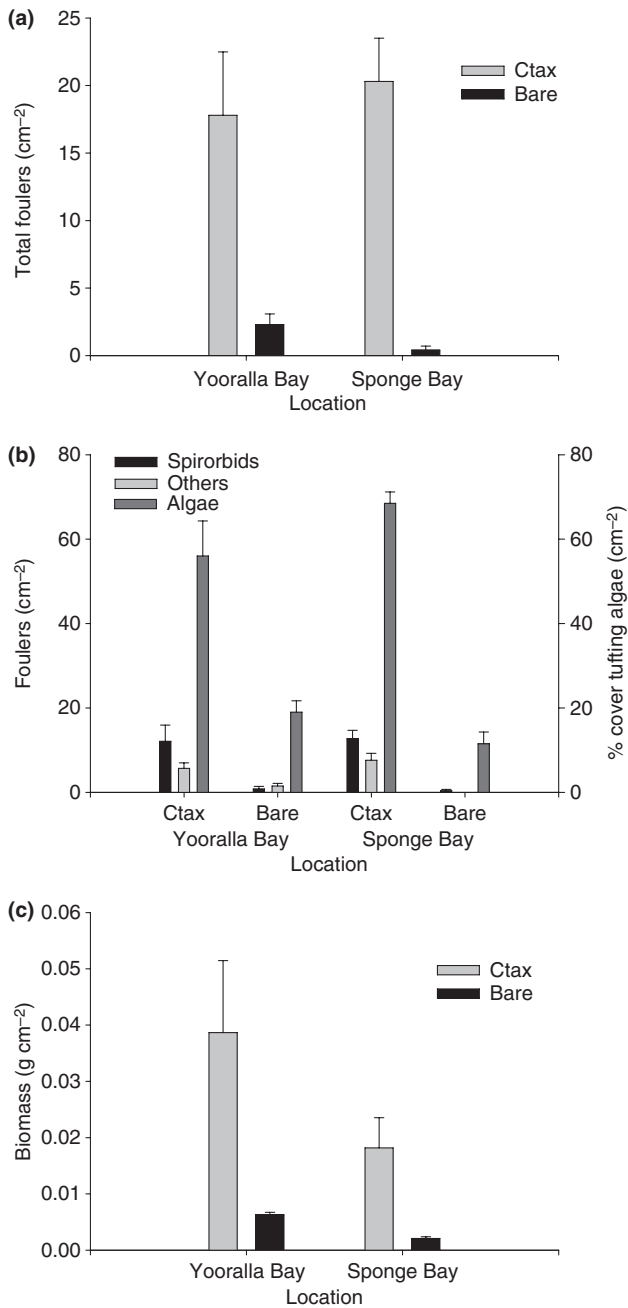 (a)
25
20
15
10
5
0
Total foulers (cm⁻²)
Ctax
Bare
Yooralla Bay Sponge Bay
Location
(b)
80
60
40
20
0
Foulers (cm⁻²)
Spirorbids
Others
Algae
80
60
40
20
0
% cover tufting algae (cm⁻²)
Ctax Bare Ctax Bare
Yooralla Bay Sponge Bay
Location
(c)
0.06
0.05
0.04
0.03
0.02
0.01
0.00
Biomass (g cm⁻²)
Ctax
Bare
Yooralla Bay Sponge Bay
Location